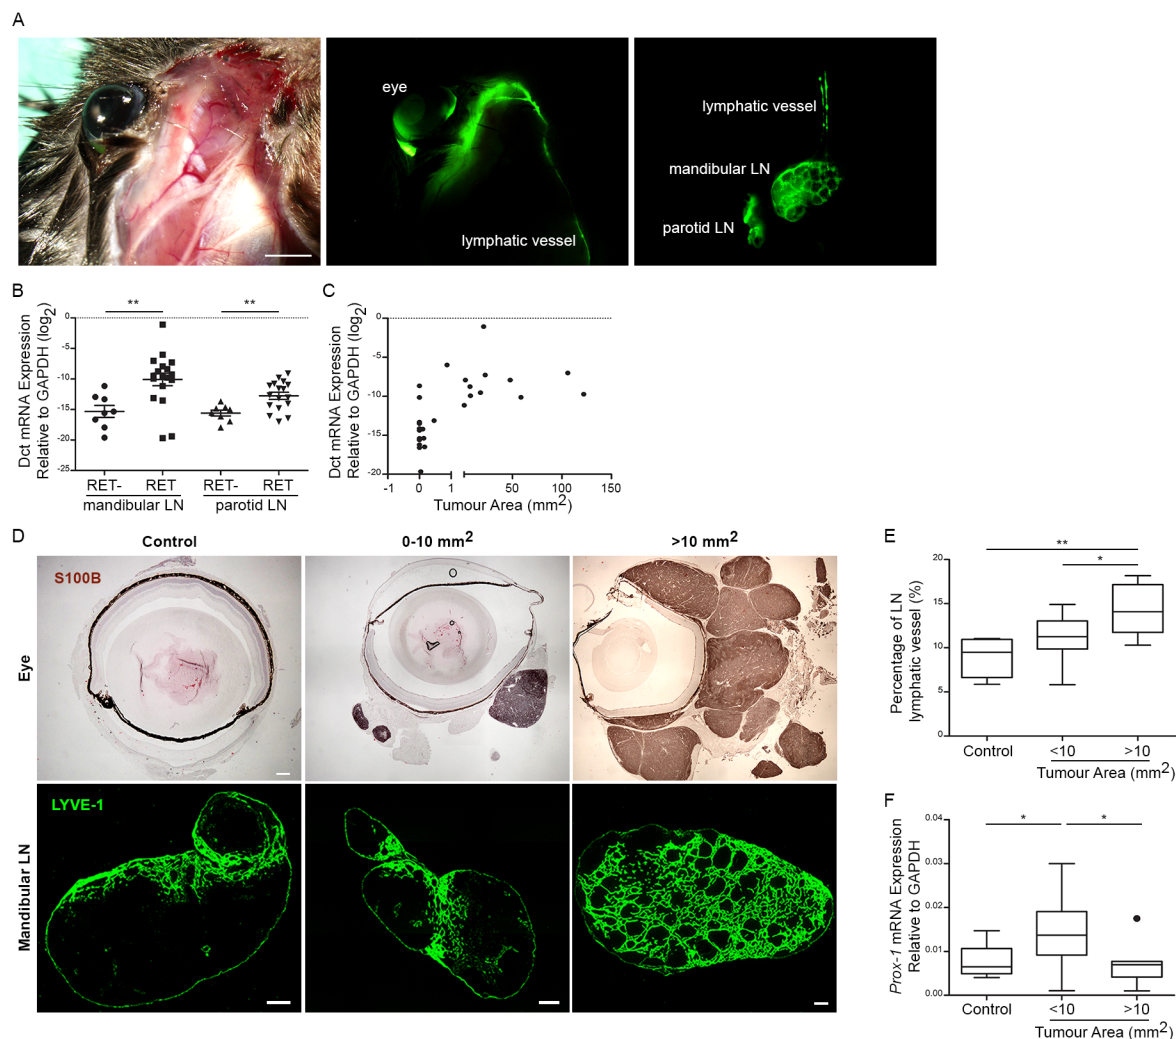 A
eye
lymphatic vessel
lymphatic vessel
mandibular LN
parotid LN
B
Dct mRNA Expression
Relative to GAPDH (log2)
0
-5
-10
-15
-20
-25
**
**
RET-
RET
RET-
RET
mandibular LN
parotid LN
C
Dct mRNA Expression
Relative to GAPDH (log2)
0
-5
-10
-15
-20
-1
0
1
50
100
150
Tumour Area (mm2)
D
Control
0-10 mm2
>10 mm2
Eye
S100B
Mandibular LN
LYVE-1
E
Percentage of LN
lymphatic vessel (%)
20
15
10
5
0
**
*
Control
<10
>10
Tumour Area (mm2)
F
Prox-1 mRNA Expression
Relative to GAPDH
0.04
0.03
0.02
0.01
0.00
*
*
Control
<10
>10
Tumour Area (mm2)